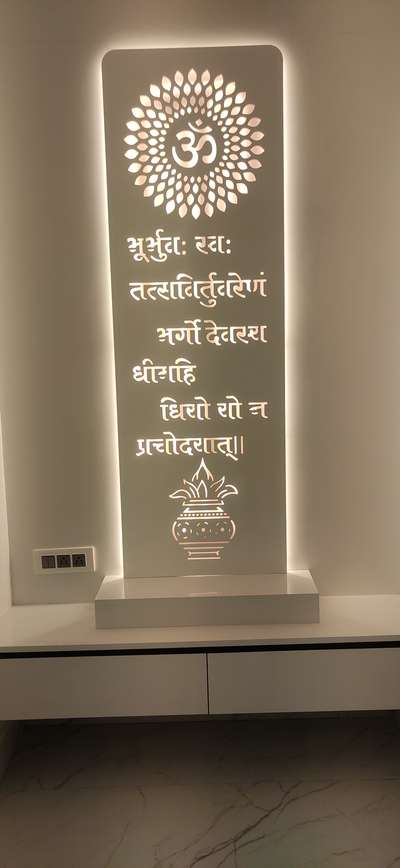 ॐ
भूर्भुवः स्वः
तत्सवितुर्वरेणं
भर्गो देवस्य
धीमहि
धियो यो न
प्रचोदयात्॥